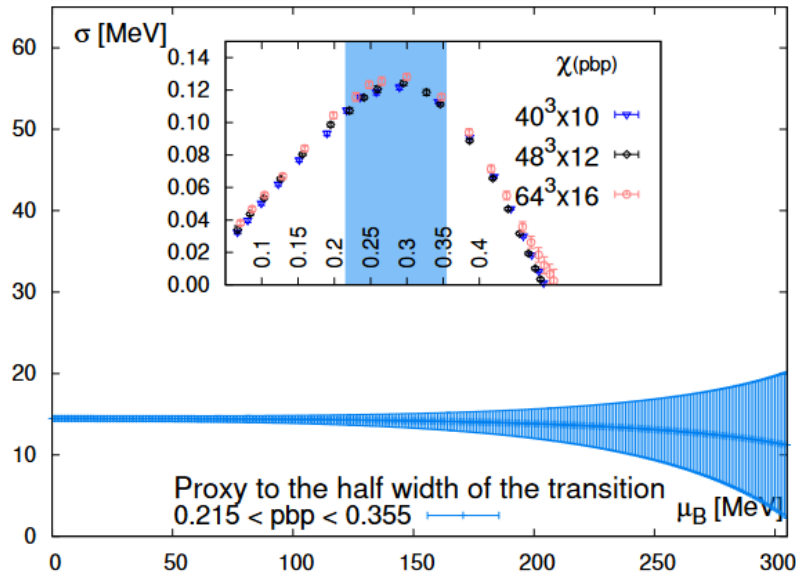 σ [MeV]
60
50
40
30
20
10
0
0.14
0.12
0.10
0.08
0.06
0.04
0.02
0.00
0.1 0.15 0.2 0.25 0.3 0.35 0.4
χ(pbp)
40³x10
48³x12
64³x16
Proxy to the half width of the transition
0.215 < pbp < 0.355
μ_B [MeV]
0 50 100 150 200 250 300